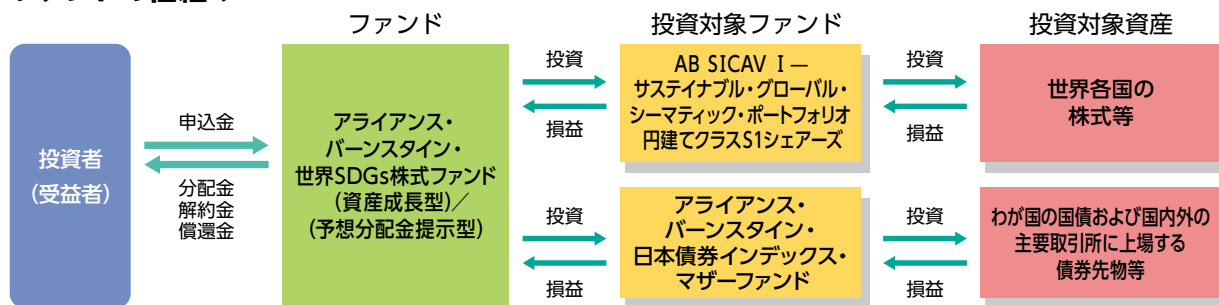 ファンド
投資対象ファンド
投資対象資産
投資者
(受益者)
申込金
分配金
解約金
償還金
アライアンス・
バーンスタイン・
世界SDGs株式ファンド
(資産成長型)/
(予想分配金提示型)
投資
損益
AB SICAV Ⅰ―
サステイナブル・グローバル・
シーマティック・ポートフォリオ
円建てクラスS1シェアーズ
投資
損益
世界各国の
株式等
投資
損益
アライアンス・
バーンスタイン・
日本債券インデックス・
マザーファンド
投資
損益
わが国の国債および国内外の
主要取引所に上場する
債券先物等